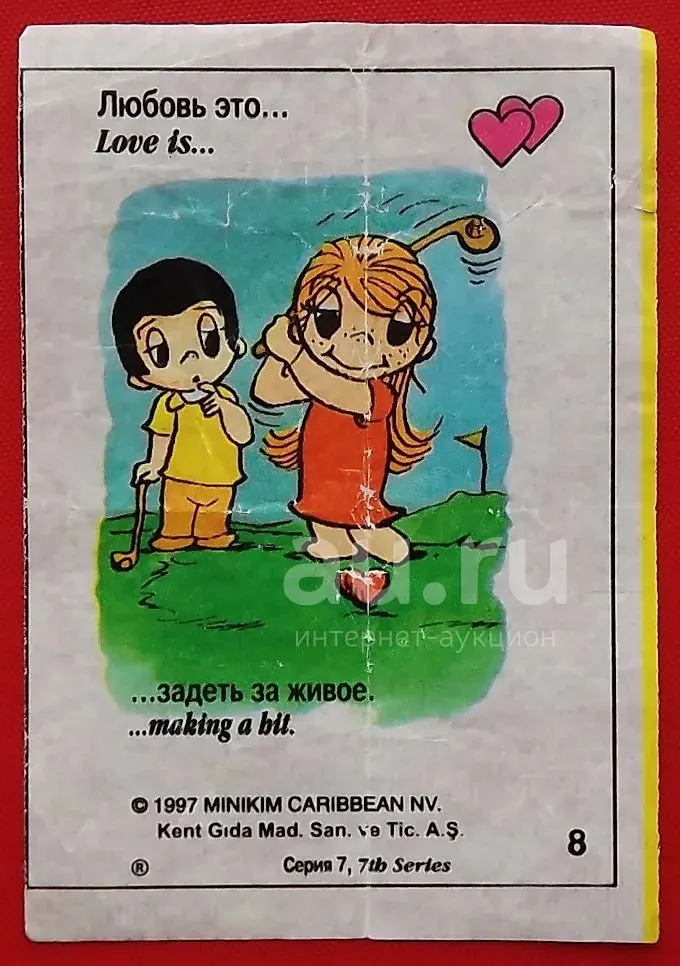 Любовь это...
Love is...
au.ru
интернет-аукцион
...задеть за живое.
...making a hit.
© 1997 MINIKIM CARIBBEAN NV.
Kent Gıda Mad. San. ve Tic. A.Ş.
8
® Серия 7, 7th Series